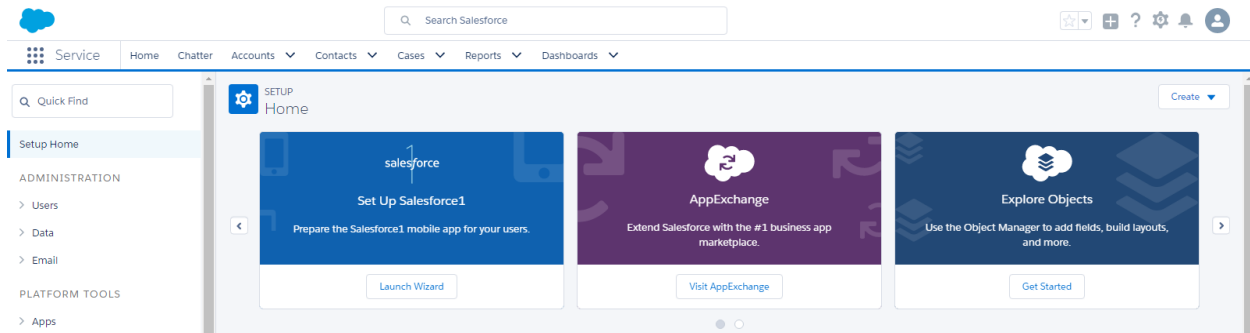 Search Salesforce
Service Home Chatter Accounts Contacts Cases Reports Dashboards
Quick Find
Setup Home
ADMINISTRATION
Users
Data
Email
PLATFORM TOOLS
Apps
SETUP
Home
Create
salesforce
1
Set Up Salesforce1
Prepare the Salesforce1 mobile app for your users.
Launch Wizard
AppExchange
Extend Salesforce with the #1 business app
marketplace.
Visit AppExchange
Explore Objects
Use the Object Manager to add fields, build layouts,
and more.
Get Started